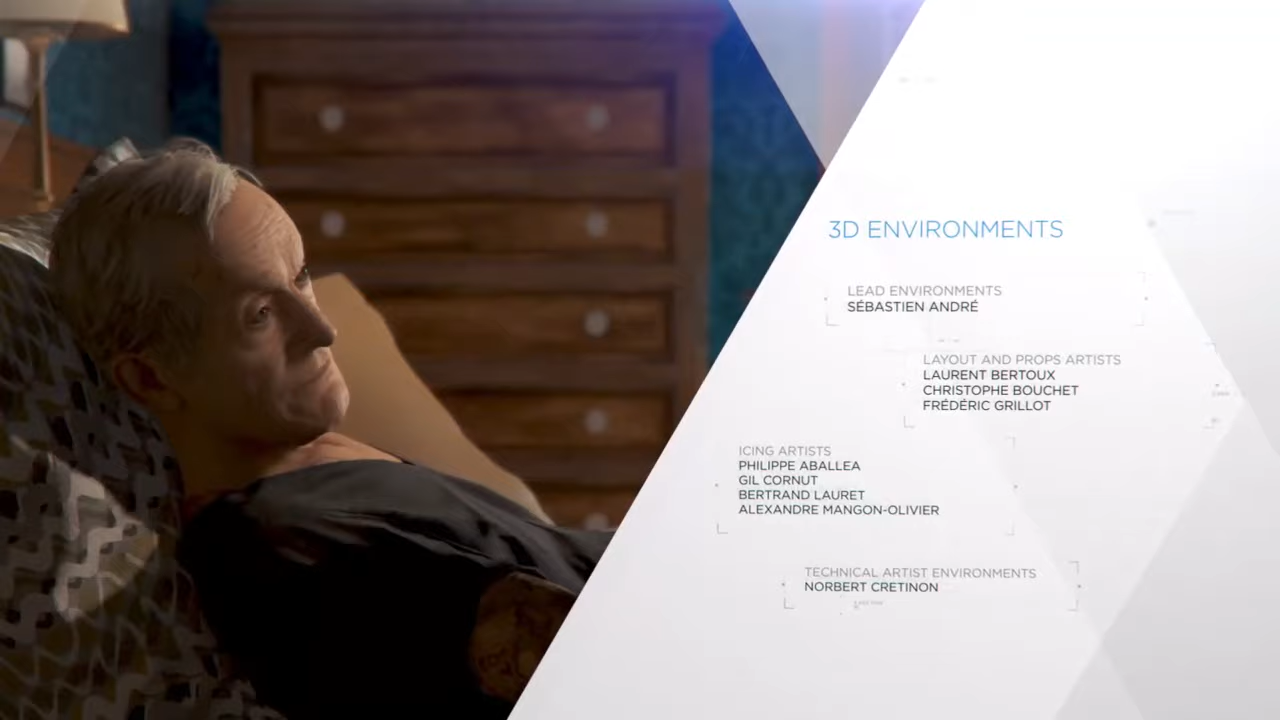 3D ENVIRONMENTS
LEAD ENVIRONMENTS
SÉBASTIEN ANDRÉ
LAYOUT AND PROPS ARTISTS
LAURENT BERTOUX
CHRISTOPHE BOUCHET
FRÉDÉRIC GRILLOT
ICING ARTISTS
PHILIPPE ABALLEA
GIL CORNUT
BERTRAND LAURET
ALEXANDRE MANGON-OLIVIER
TECHNICAL ARTIST ENVIRONMENTS
NORBERT CRETINON